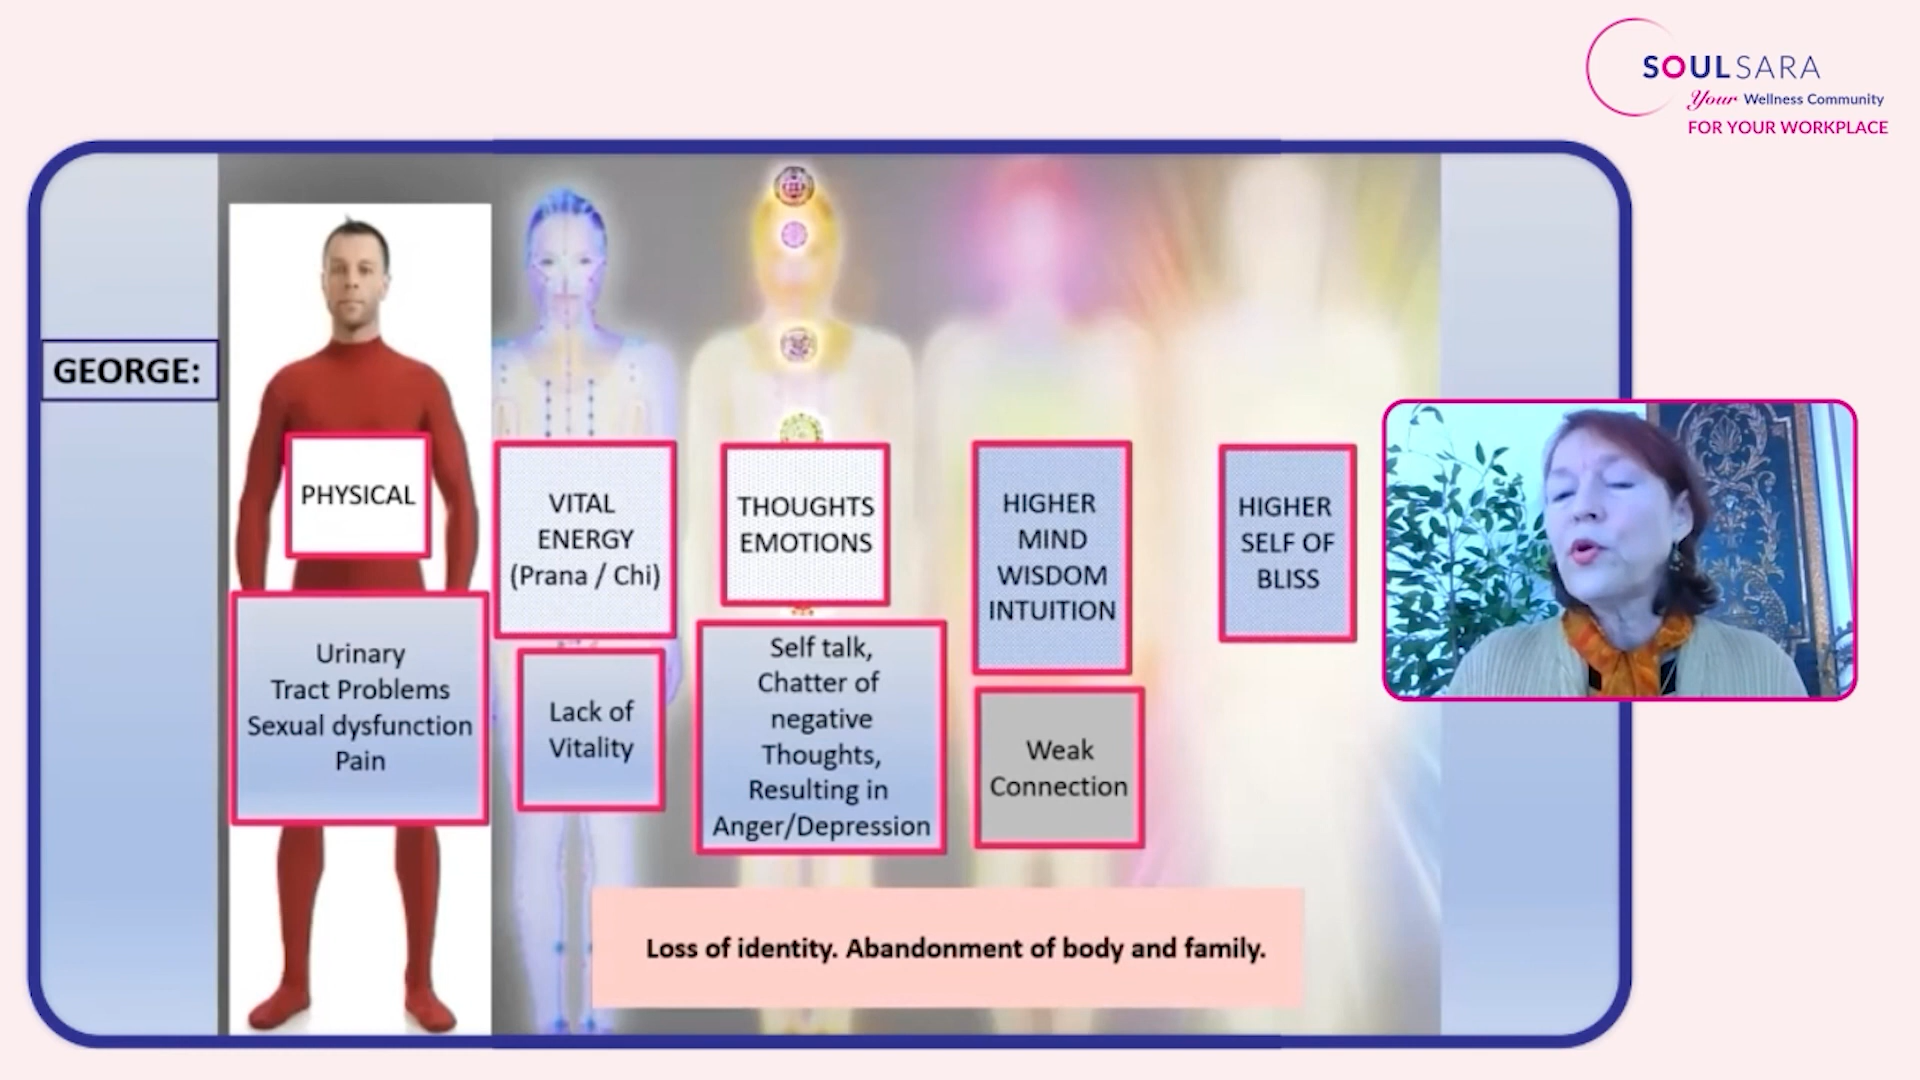 SOULSARA
Your Wellness Community
FOR YOUR WORKPLACE
GEORGE:
PHYSICAL
Urinary
Tract Problems
Sexual dysfunction
Pain
VITAL
ENERGY
(Prana / Chi)
Lack of
Vitality
THOUGHTS
EMOTIONS
Self talk,
Chatter of
negative
Thoughts,
Resulting in
Anger/Depression
HIGHER
MIND
WISDOM
INTUITION
Weak
Connection
HIGHER
SELF OF
BLISS
Loss of identity. Abandonment of body and family.